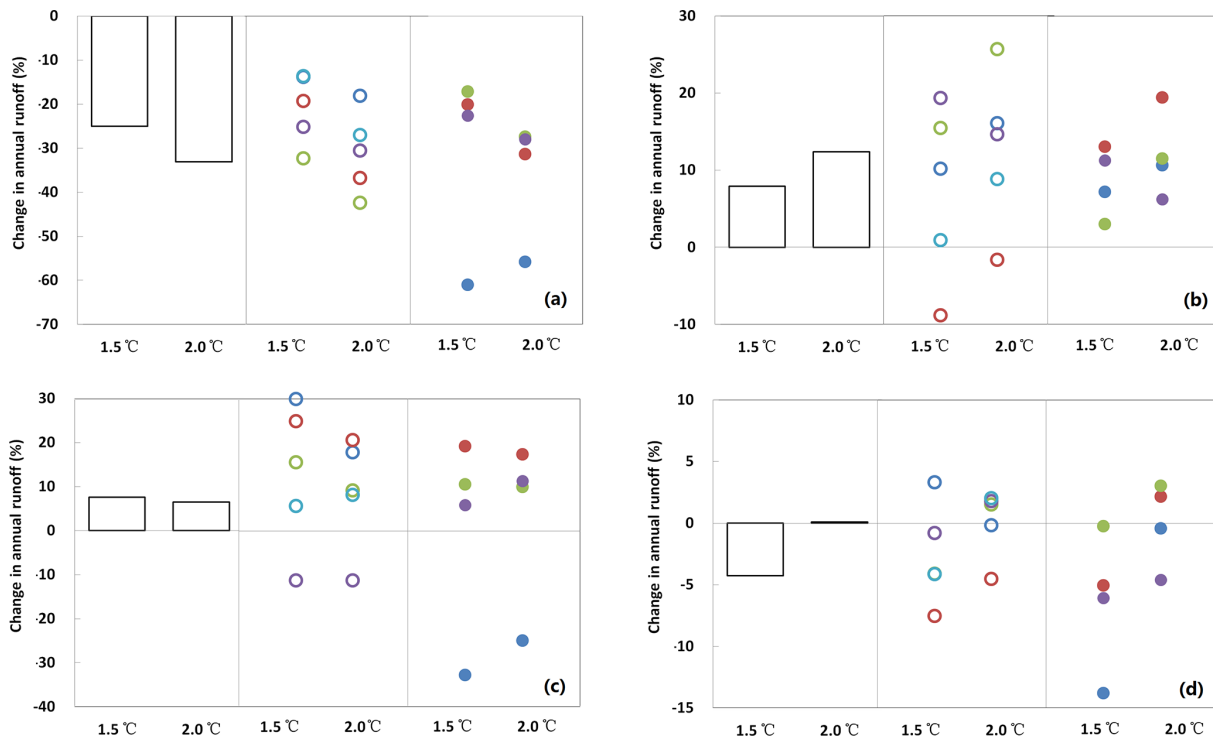 0
-10
-20
-30
-40
-50
-60
-70
Change in annual runoff (%)
(a)
1.5℃ 2.0℃ 1.5℃ 2.0℃ 1.5℃ 2.0℃
30
20
10
0
-10
Change in annual runoff (%)
(b)
1.5℃ 2.0℃ 1.5℃ 2.0℃ 1.5℃ 2.0℃
30
20
10
0
-10
-20
-30
-40
Change in annual runoff (%)
(c)
1.5℃ 2.0℃ 1.5℃ 2.0℃ 1.5℃ 2.0℃
10
5
0
-5
-10
-15
Change in annual runoff (%)
(d)
1.5℃ 2.0℃ 1.5℃ 2.0℃ 1.5℃ 2.0℃